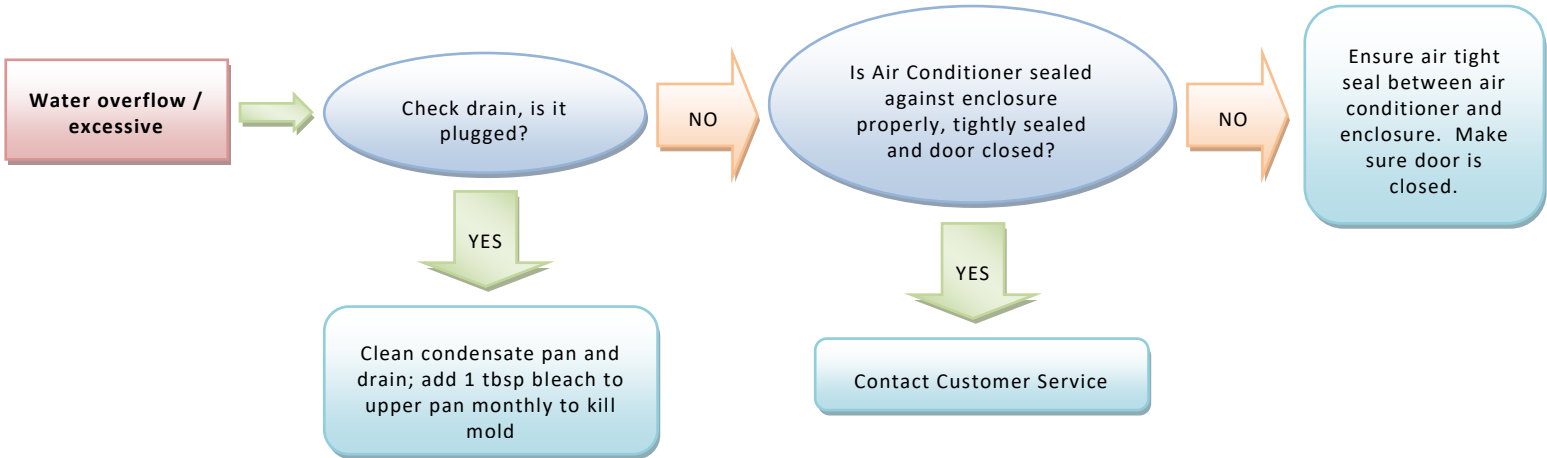 Water overflow /
excessive
Check drain, is it
plugged?
NO
Is Air Conditioner sealed
against enclosure
properly, tightly sealed
and door closed?
NO
Ensure air tight
seal between air
conditioner and
enclosure.  Make
sure door is
closed.
YES
Clean condensate pan and
drain; add 1 tbsp bleach to
upper pan monthly to kill
mold
YES
Contact Customer Service